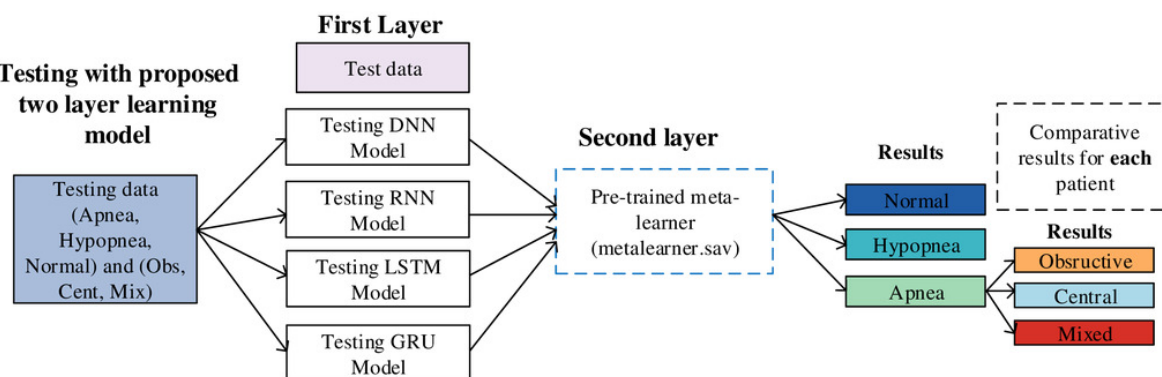 Testing with proposed
two layer learning
model
Testing data
(Apnea,
Hypopnea,
Normal) and (Obs,
Cent, Mix)
First Layer
Test data
Testing DNN
Model
Testing RNN
Model
Testing LSTM
Model
Testing GRU
Model
Second layer
Pre-trained meta-
learner
(metalearner.sav)
Results
Normal
Hypopnea
Apnea
Comparative
results for each
patient
Results
Obsructive
Central
Mixed